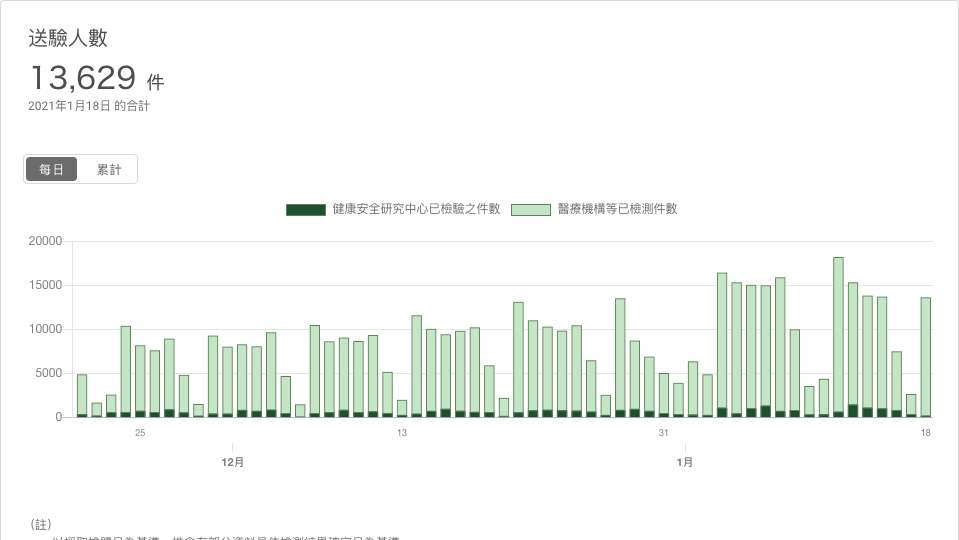 送驗人數
13,629 件
2021年1月18日 的合計
每日 累計
健康安全研究中心已檢驗之件數 醫療機構等已檢測件數
20000
15000
10000
5000
0
25 13 31 18
12月 1月
（註）